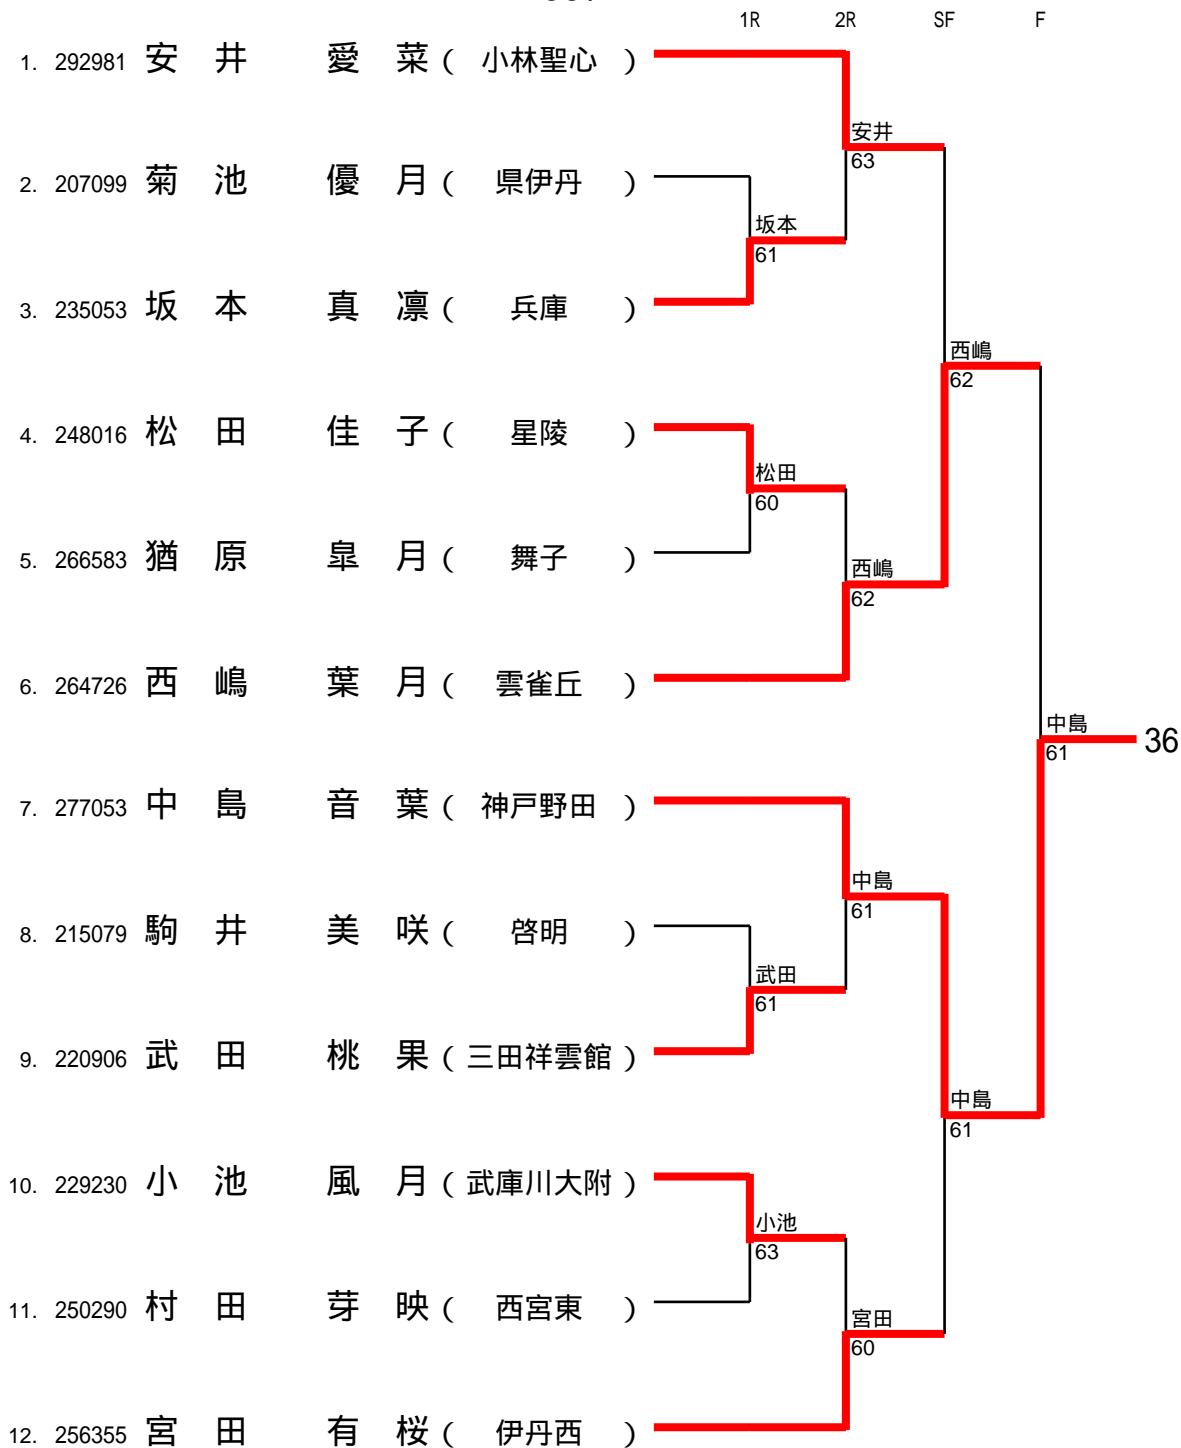 1R 2R SF F
1. 292981 安井 愛菜 ( 小林聖心 )
安井
63
2. 207099 菊池 優月 ( 県伊丹 )
坂本
61
3. 235053 坂本 真凛 ( 兵庫 )
西嶋
62
4. 248016 松田 佳子 ( 星陵 )
松田
60
5. 266583 猶原 皐月 ( 舞子 )
西嶋
62
6. 264726 西嶋 葉月 ( 雲雀丘 )
中島
61
36
7. 277053 中島 音葉 ( 神戸野田 )
中島
61
8. 215079 駒井 美咲 ( 啓明 )
武田
61
9. 220906 武田 桃果 ( 三田祥雲館 )
中島
61
10. 229230 小池 風月 ( 武庫川大附 )
小池
63
11. 250290 村田 芽映 ( 西宮東 )
宮田
60
12. 256355 宮田 有桜 ( 伊丹西 )